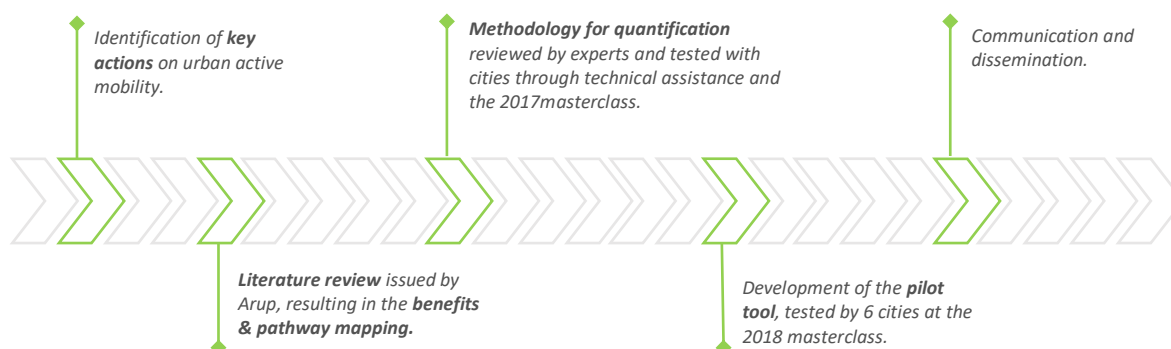 Identification of key
actions on urban active
mobility.
Literature review issued by
Arup, resulting in the benefits
& pathway mapping.
Methodology for quantification
reviewed by experts and tested with
cities through technical assistance and
the 2017masterclass.
Development of the pilot
tool, tested by 6 cities at the
2018 masterclass.
Communication and
dissemination.